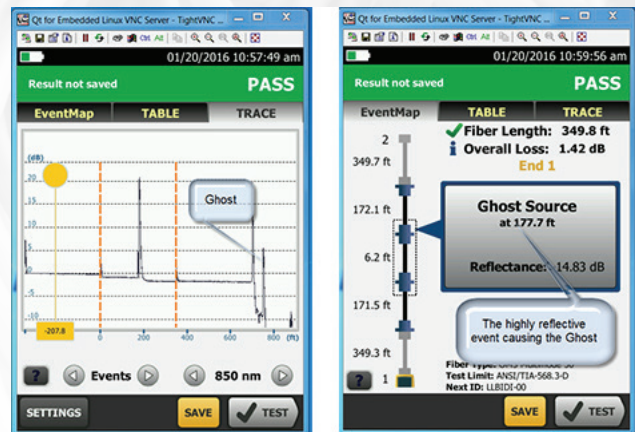 Qt for Embedded Linux VNC Server - TightVNC
01/20/2016 10:57:49 am
Result not saved
PASS
EventMap
TABLE
TRACE
(dB)
20
15
10
5
0
-5
-10
Ghost
-207.8
0
200
400
600
800 (ft)
? Events
850 nm
SETTINGS
SAVE
TEST
Qt for Embedded Linux VNC Server - TightVNC
01/20/2016 10:59:56 am
Result not saved
PASS
EventMap
TABLE
TRACE
2
Fiber Length: 349.8 ft
349.7 ft
Overall Loss: 1.42 dB
End 1
172.1 ft
Ghost Source
at 177.7 ft
6.2 ft
Reflectance: 14.83 dB
171.5 ft
The highly reflective
event causing the Ghost
349.3 ft
Fiber Type:
Test Limit: ANSI/TIA-568.3-D
? 1
Next ID: LLBIDI-00
SAVE
TEST